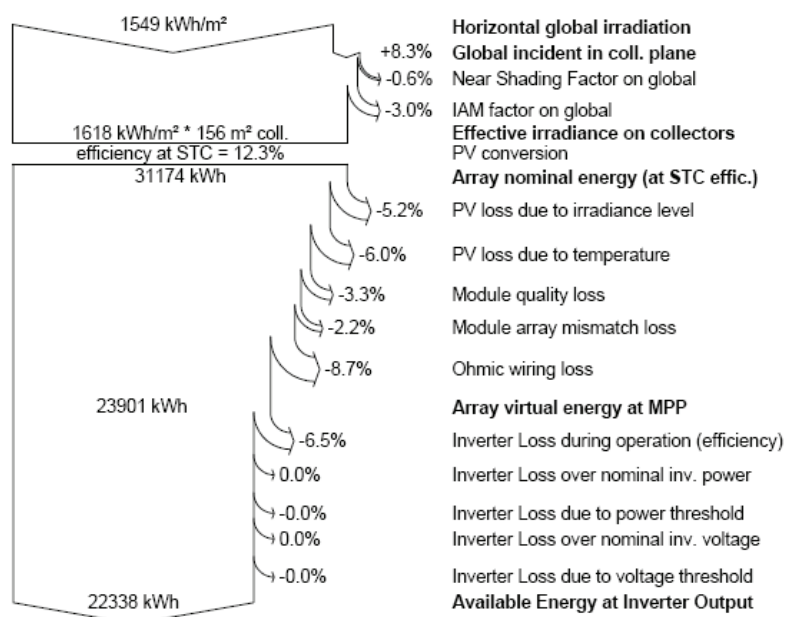 1549 kWh/m² Horizontal global irradiation
+8.3% Global incident in coll. plane
-0.6% Near Shading Factor on global
-3.0% IAM factor on global
1618 kWh/m² * 156 m² coll. Effective irradiance on collectors
efficiency at STC = 12.3% PV conversion
31174 kWh Array nominal energy (at STC effic.)
-5.2% PV loss due to irradiance level
-6.0% PV loss due to temperature
-3.3% Module quality loss
-2.2% Module array mismatch loss
-8.7% Ohmic wiring loss
23901 kWh Array virtual energy at MPP
-6.5% Inverter Loss during operation (efficiency)
0.0% Inverter Loss over nominal inv. power
-0.0% Inverter Loss due to power threshold
0.0% Inverter Loss over nominal inv. voltage
-0.0% Inverter Loss due to voltage threshold
22338 kWh Available Energy at Inverter Output